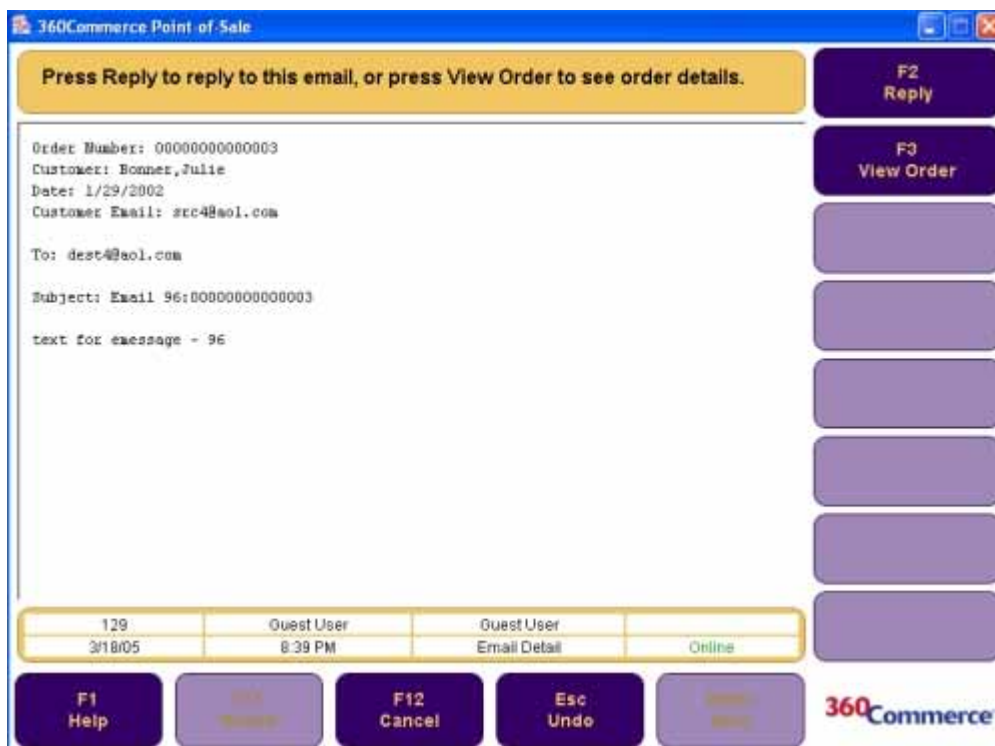 360Commerce Point-of-Sale
Press Reply to reply to this email, or press View Order to see order details.
F2
Reply
F3
View Order
Order Number: 00000000000003
Customer: Bonner,Julie
Date: 1/29/2002
Customer Email: src4@aol.com
To: dest4@aol.com
Subject: Email 96:00000000000003
text for emessage - 96
129 Guest User Guest User
3/18/05 8:39 PM Email Detail Online
F1
Help
F12
Cancel
Esc
Undo
360Commerce